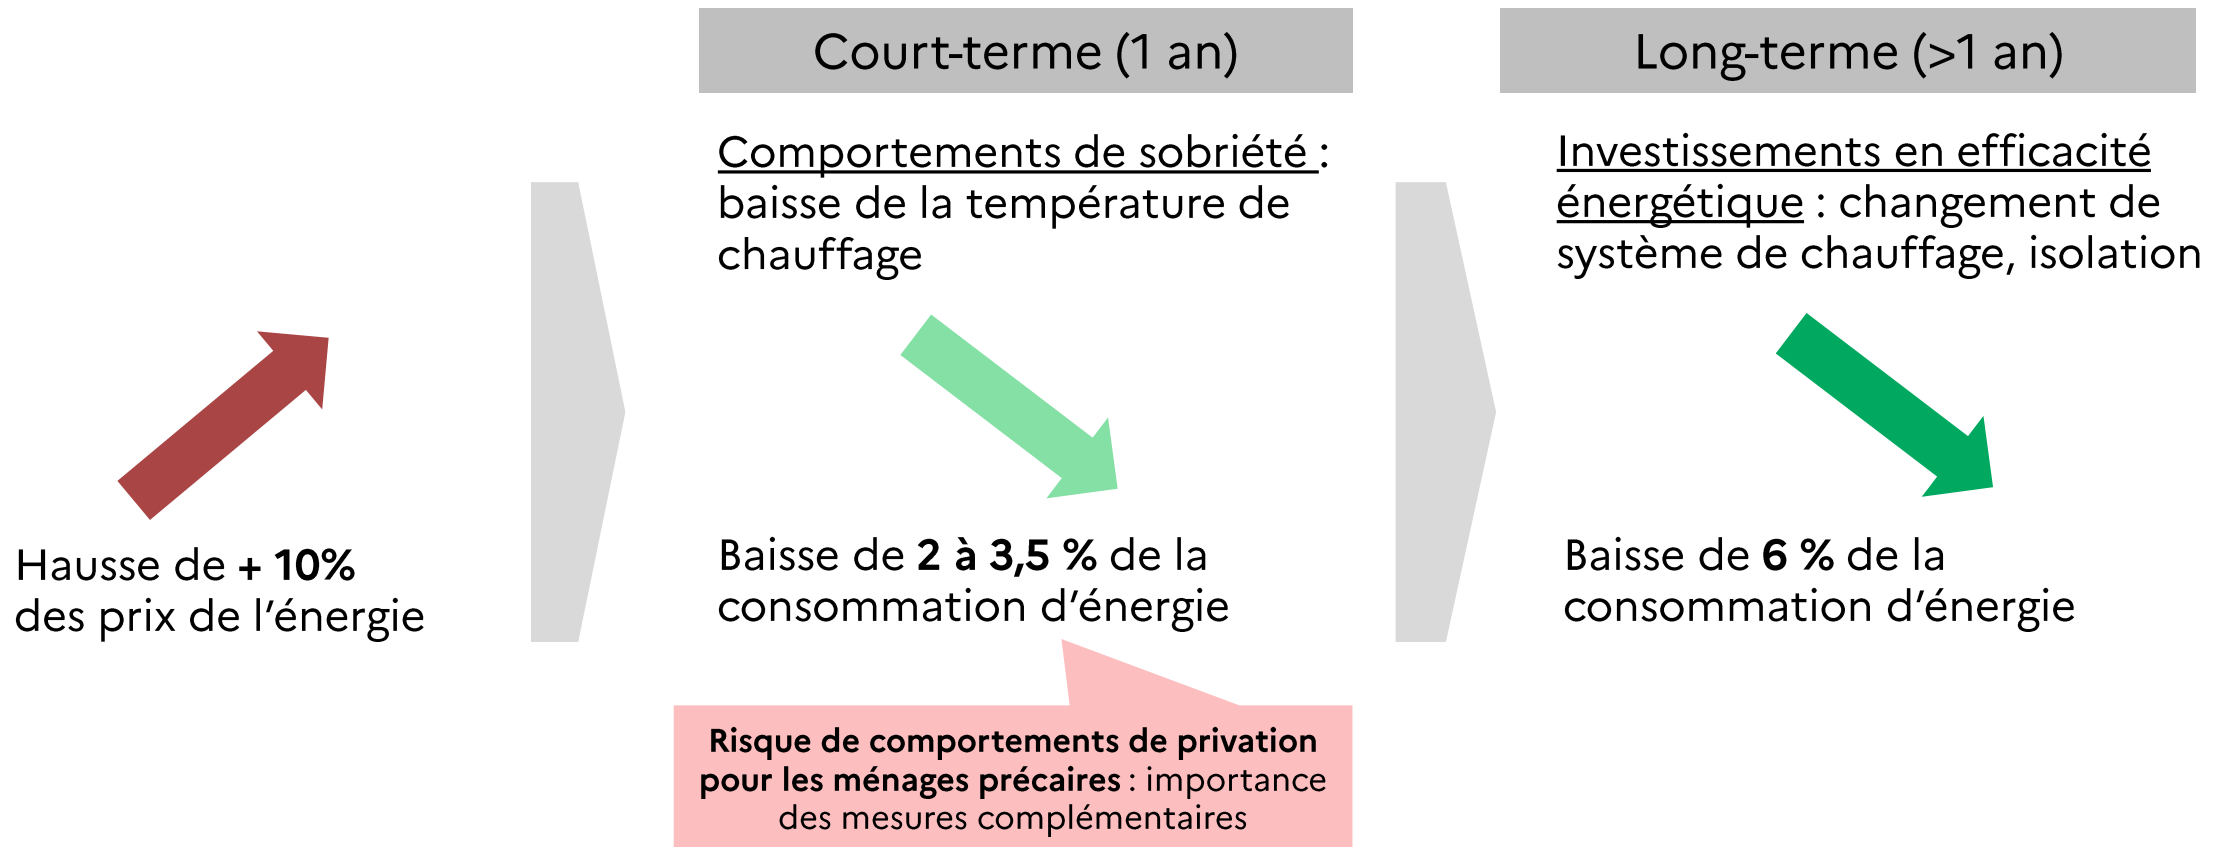 Court-terme (1 an)
Long-terme (>1 an)
Hausse de + 10%
des prix de l’énergie
Comportements de sobriété :
baisse de la température de
chauffage
Baisse de 2 à 3,5 % de la
consommation d’énergie
Risque de comportements de privation
pour les ménages précaires : importance
des mesures complémentaires
Investissements en efficacité
énergétique : changement de
système de chauffage, isolation
Baisse de 6 % de la
consommation d’énergie